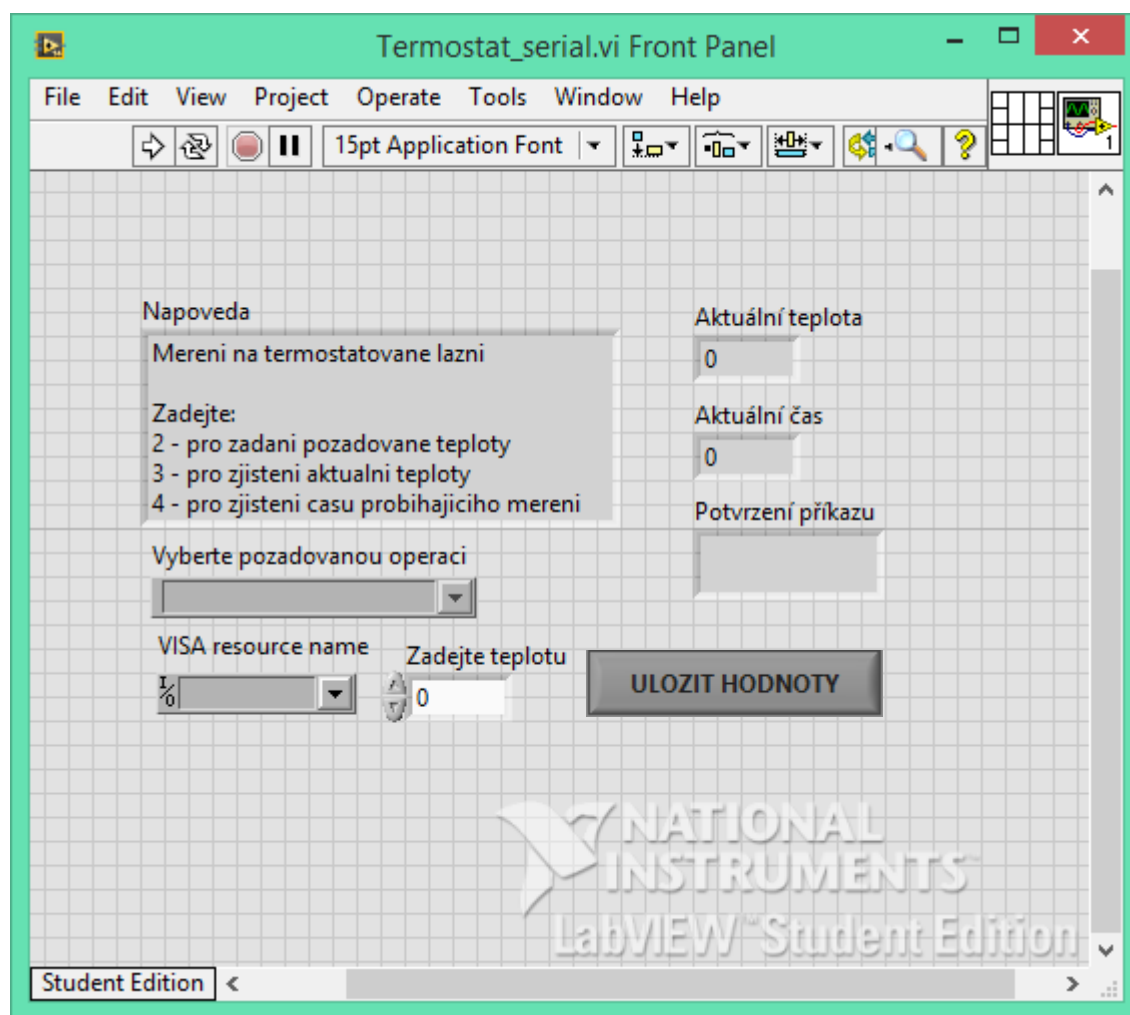 Termostat_serial.vi Front Panel
File Edit View Project Operate Tools Window Help
15pt Application Font
1
Napoveda
Mereni na termostatovane lazni
Zadejte:
2 - pro zadani pozadovane teploty
3 - pro zjisteni aktualni teploty
4 - pro zjisteni casu probihajiciho mereni
Aktuální teplota
0
Aktuální čas
0
Potvrzení příkazu
Vyberte pozadovanou operaci
VISA resource name
I/O
Zadejte teplotu
0
ULOZIT HODNOTY
NATIONAL
INSTRUMENTS™
LabVIEW™ Student Edition
Student Edition